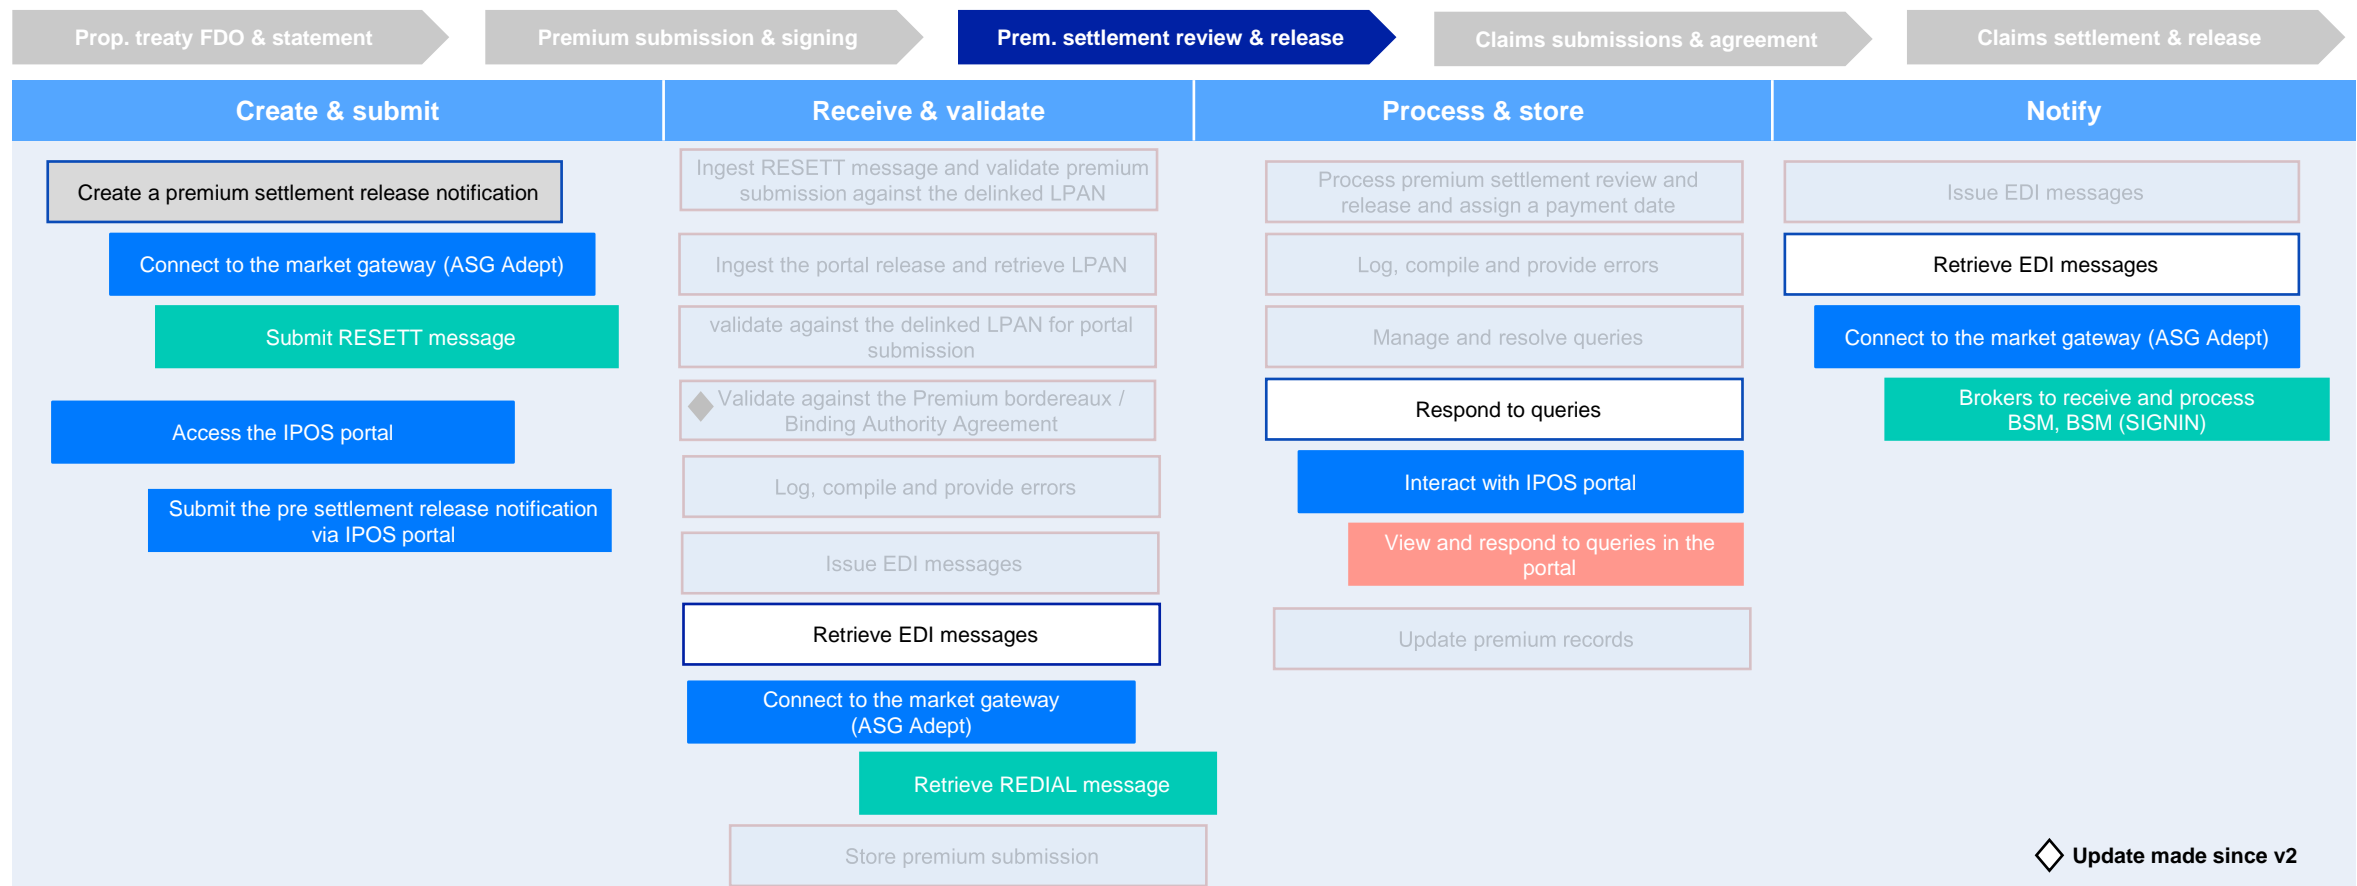 Prop. treaty FDO & statement
Premium submission & signing
Prem. settlement review & release
Claims submissions & agreement
Claims settlement & release
Create & submit
Receive & validate
Process & store
Notify
Create a premium settlement release notification
Connect to the market gateway (ASG Adept)
Submit RESETT message
Access the IPOS portal
Submit the pre settlement release notification
via IPOS portal
Ingest RESETT message and validate premium
submission against the delinked LPAN
Ingest the portal release and retrieve LPAN
validate against the delinked LPAN for portal
submission
Validate against the Premium bordereaux /
Binding Authority Agreement
Log, compile and provide errors
Issue EDI messages
Retrieve EDI messages
Connect to the market gateway
(ASG Adept)
Retrieve REDIAL message
Store premium submission
Process premium settlement review and
release and assign a payment date
Log, compile and provide errors
Manage and resolve queries
Respond to queries
Interact with IPOS portal
View and respond to queries in the
portal
Update premium records
Issue EDI messages
Retrieve EDI messages
Connect to the market gateway (ASG Adept)
Brokers to receive and process
BSM, BSM (SIGNIN)
Update made since v2